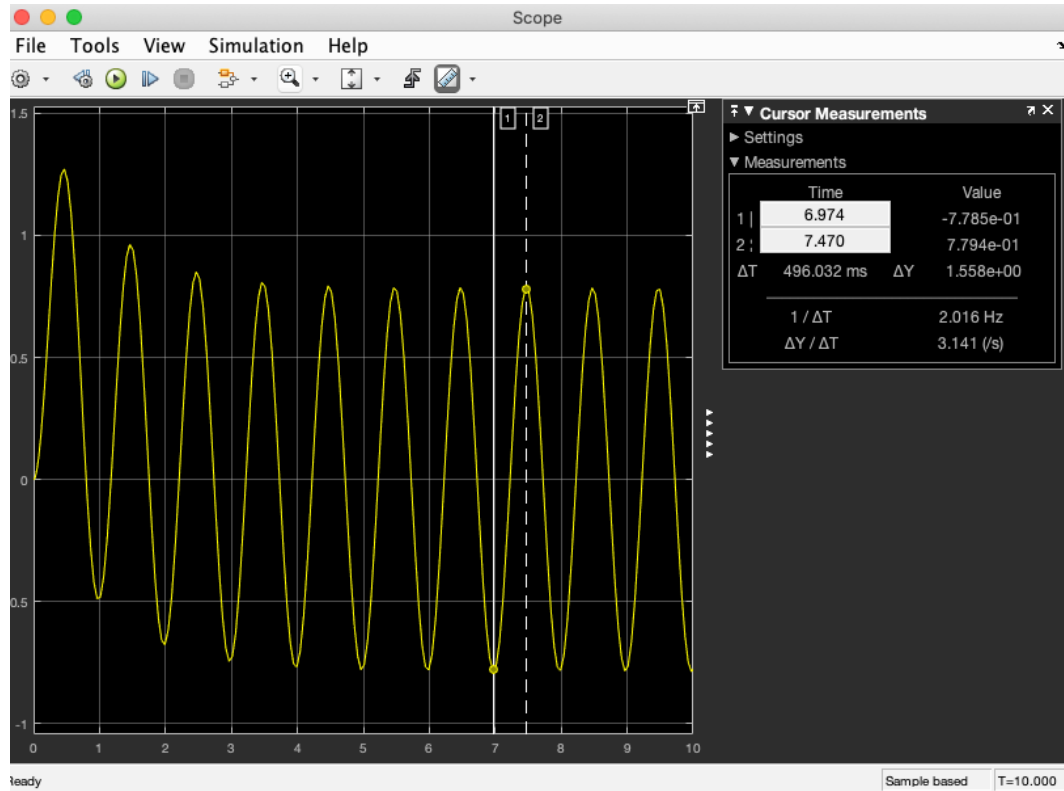 Scope
File Tools View Simulation Help
1.5
1
0.5
0
0.5
-1
0 1 2 3 4 5 6 7 8 9 10
1 2
Cursor Measurements
Settings
Measurements
Time Value
1 | 6.974 -7.785e-01
2 ¦ 7.470 7.794e-01
ΔT 496.032 ms ΔY 1.558e+00
1 / ΔT 2.016 Hz
ΔY / ΔT 3.141 (/s)
Ready Sample based T=10.000